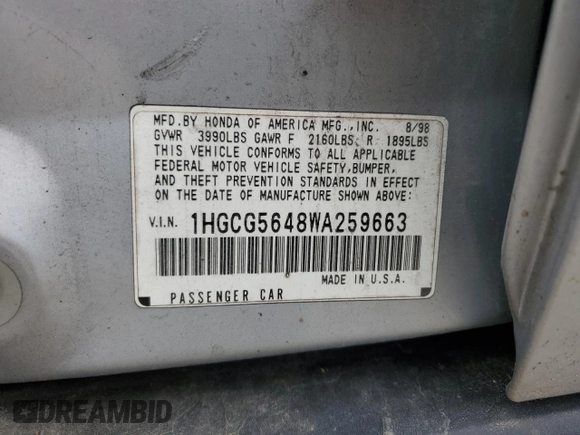 MFD.BY HONDA OF AMERICA MFG.,INC. 8/98
GVWR 3990LBS GAWR F 2160LBS R 1895LBS
THIS VEHICLE CONFORMS TO ALL APPLICABLE
FEDERAL MOTOR VEHICLE SAFETY,BUMPER,
AND THEFT PREVENTION STANDARDS IN EFFECT
ON THE DATE OF MANUFACTURE SHOWN ABOVE:
V.I.N. 1HGCG5648WA259663
MADE IN U.S.A.
PASSENGER CAR
DREAMBID